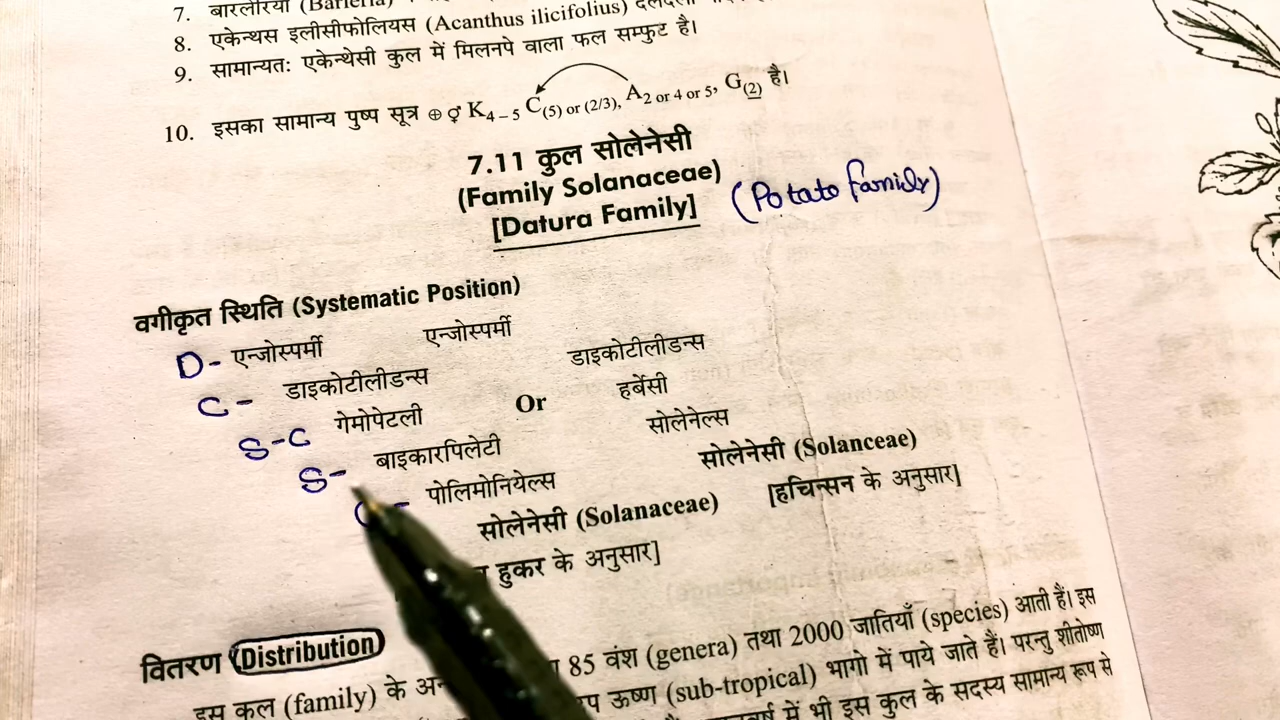 7. बारलेरिया (Barleria)
8. एकेन्थस इलीसीफोलियस (Acanthus ilicifolius)
9. सामान्यतः एकेन्थेसी कुल में मिलनपे वाला फल सम्फुट है।
10. इसका सामान्य पुष्प सूत्र ⊕ ⚥ K4 – 5 C(5) or (2/3), A2 or 4 or 5, G(2) है।
7.11 कुल सोलेनेसी
(Family Solanaceae) (Potato family)
[Datura Family]
वगीकृत स्थिति (Systematic Position)
D- एन्जोस्पर्मी एन्जोस्पर्मी
C- डाइकोटीलीडन्स डाइकोटीलीडन्स
S-C गेमोपेटली Or हर्बेसी
S- बाइकारपिलेटी सोलेनेल्स
पोलिमोनियेल्स सोलेनेसी (Solanceae)
सोलेनेसी (Solanaceae) [हचिन्सन के अनुसार]
हुकर के अनुसार]
वितरण (Distribution)
इस कुल (family) के 85 वंश (genera) तथा 2000 जातियाँ (species) आती हैं। इस
ऊष्ण (sub-tropical) भागो में पाये जाते हैं। परन्तु शीतोष्ण
में भी इस कुल के सदस्य सामान्य रूप से